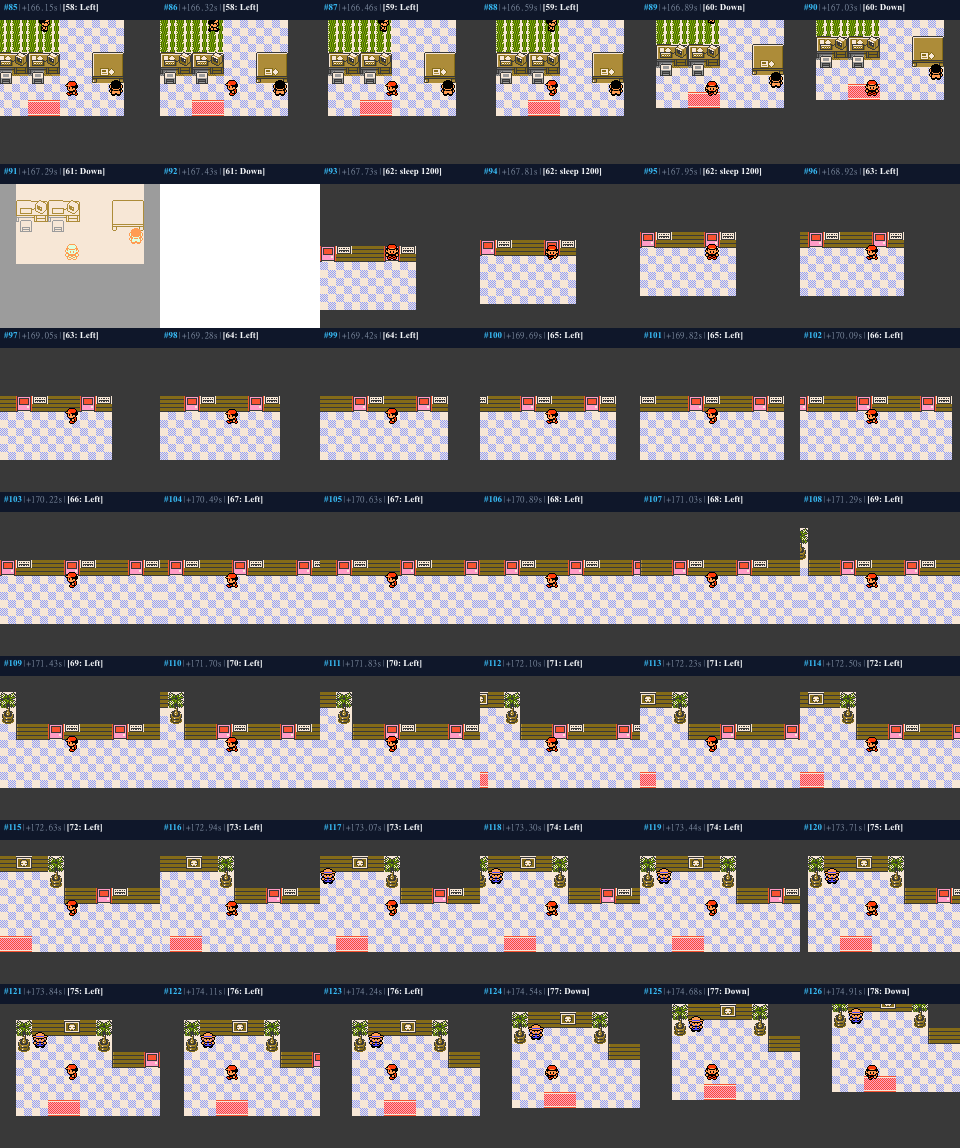 #85|+166.15s|[58: Left] #86|+166.32s|[58: Left] #87|+166.46s|[59: Left] #88|+166.59s|[59: Left] #89|+166.89s|[60: Down] #90|+167.03s|[60: Down]
#91|+167.29s|[61: Down] #92|+167.43s|[61: Down] #93|+167.73s|[62: sleep 1200] #94|+167.81s|[62: sleep 1200] #95|+167.95s|[62: sleep 1200] #96|+168.92s|[63: Left]
#97|+169.05s|[63: Left] #98|+169.28s|[64: Left] #99|+169.42s|[64: Left] #100|+169.69s|[65: Left] #101|+169.82s|[65: Left] #102|+170.09s|[66: Left]
#103|+170.22s|[66: Left] #104|+170.49s|[67: Left] #105|+170.63s|[67: Left] #106|+170.89s|[68: Left] #107|+171.03s|[68: Left] #108|+171.29s|[69: Left]
#109|+171.43s|[69: Left] #110|+171.70s|[70: Left] #111|+171.83s|[70: Left] #112|+172.10s|[71: Left] #113|+172.23s|[71: Left] #114|+172.50s|[72: Left]
#115|+172.63s|[72: Left] #116|+172.94s|[73: Left] #117|+173.07s|[73: Left] #118|+173.30s|[74: Left] #119|+173.44s|[74: Left] #120|+173.71s|[75: Left]
#121|+173.84s|[75: Left] #122|+174.11s|[76: Left] #123|+174.24s|[76: Left] #124|+174.54s|[77: Down] #125|+174.68s|[77: Down] #126|+174.91s|[78: Down]